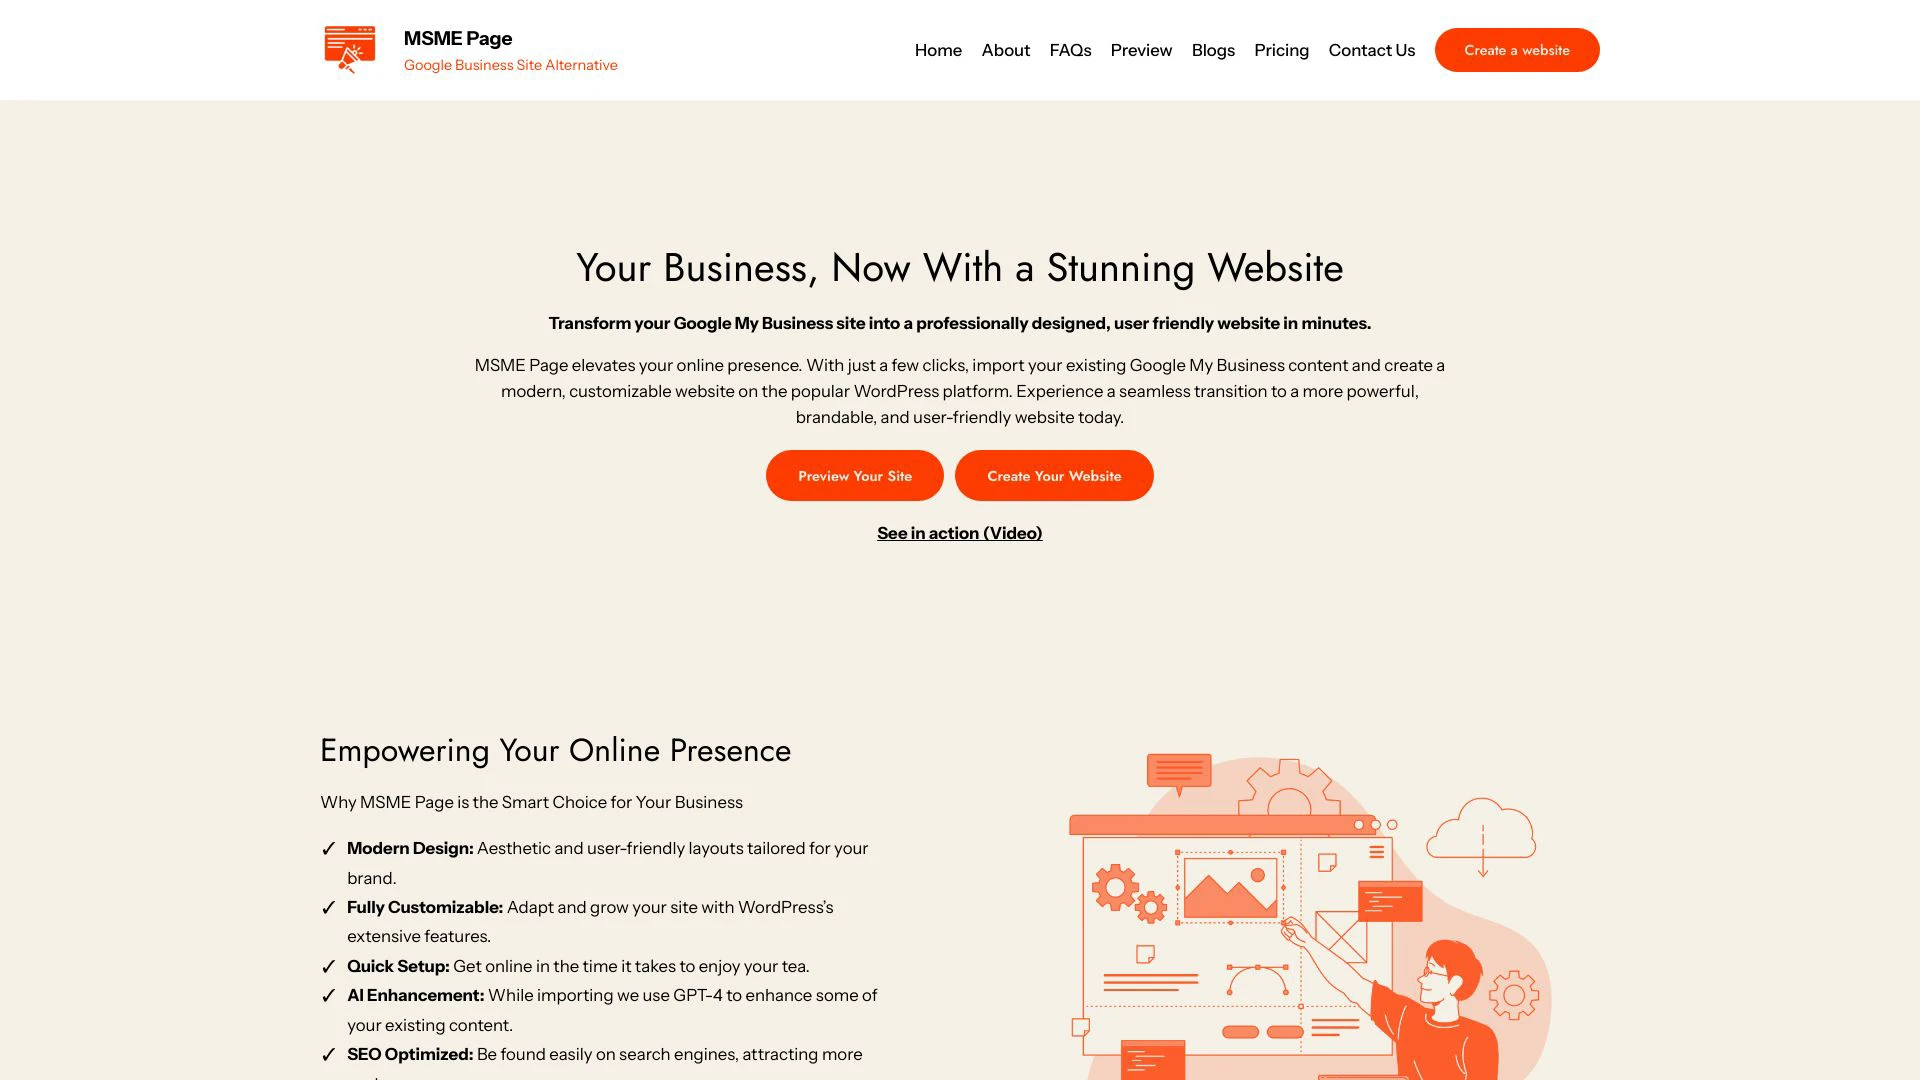 MSME Page
Google Business Site Alternative
Home
About
FAQs
Preview
Blogs
Pricing
Contact Us
Create a website
Your Business, Now With a Stunning Website
Transform your Google My Business site into a professionally designed, user friendly website in minutes.
MSME Page elevates your online presence. With just a few clicks, import your existing Google My Business content and create a
modern, customizable website on the popular WordPress platform. Experience a seamless transition to a more powerful,
brandable, and user-friendly website today.
Preview Your Site
Create Your Website
See in action (Video)
Empowering Your Online Presence
Why MSME Page is the Smart Choice for Your Business
✓ Modern Design: Aesthetic and user-friendly layouts tailored for your
brand.
✓ Fully Customizable: Adapt and grow your site with WordPress’s
extensive features.
✓ Quick Setup: Get online in the time it takes to enjoy your tea.
✓ AI Enhancement: While importing we use GPT-4 to enhance some of
your existing content.
✓ SEO Optimized: Be found easily on search engines, attracting more